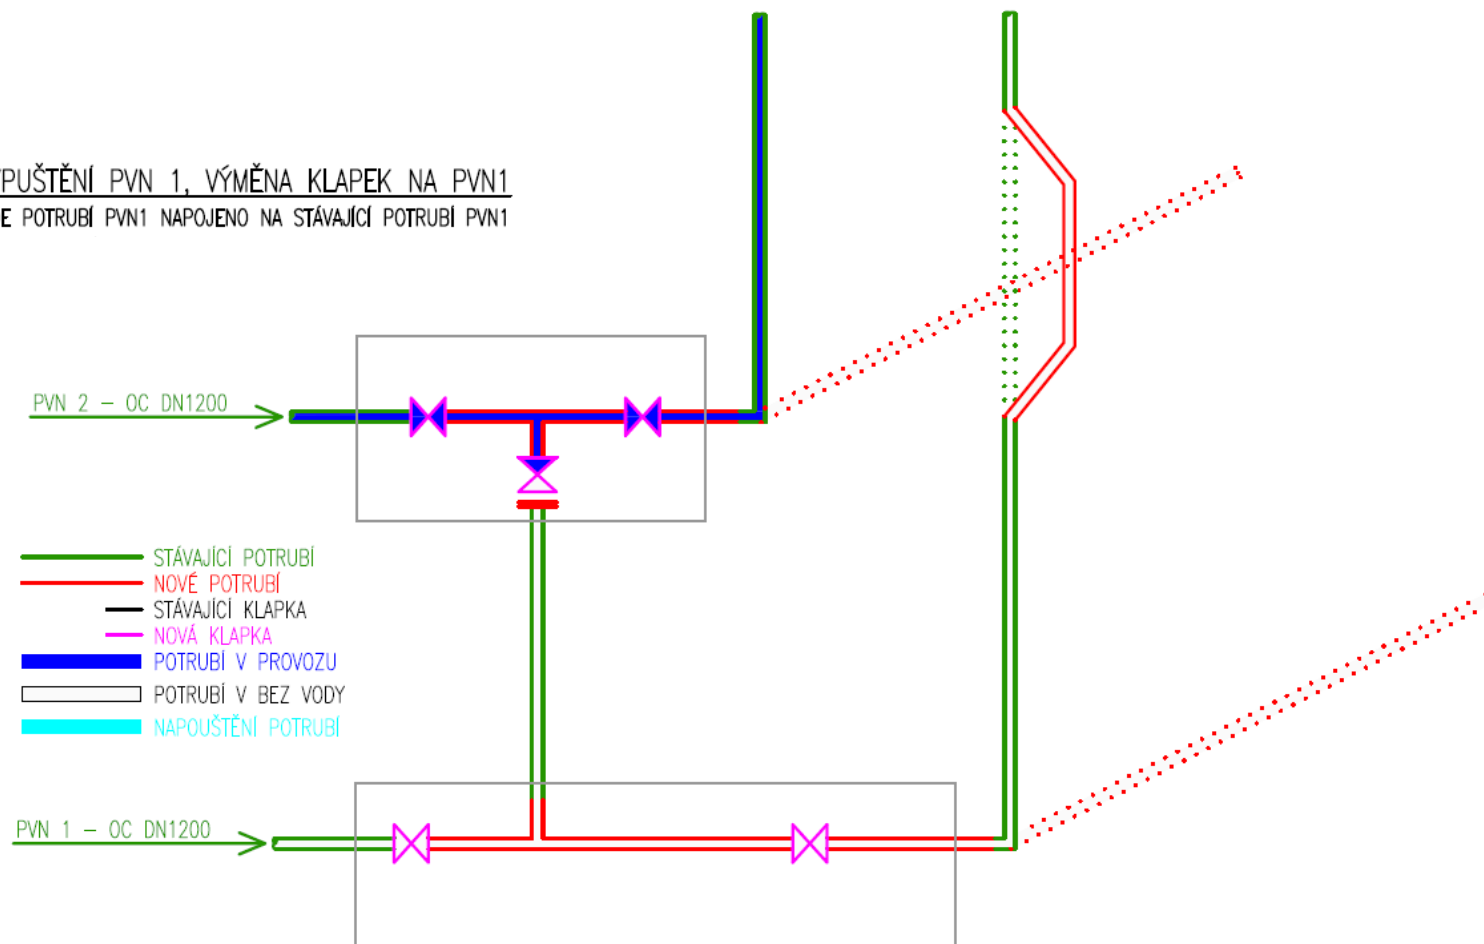 PUŠTĚNÍ PVN 1, VÝMĚNA KLAPEK NA PVN1
E POTRUBÍ PVN1 NAPOJENO NA STÁVAJÍCÍ POTRUBÍ PVN1
PVN 2 – OC DN1200
STÁVAJÍCÍ POTRUBÍ
NOVÉ POTRUBÍ
STÁVAJÍCÍ KLAPKA
NOVÁ KLAPKA
POTRUBÍ V PROVOZU
POTRUBÍ V BEZ VODY
NAPOUŠTĚNÍ POTRUBÍ
PVN 1 – OC DN1200